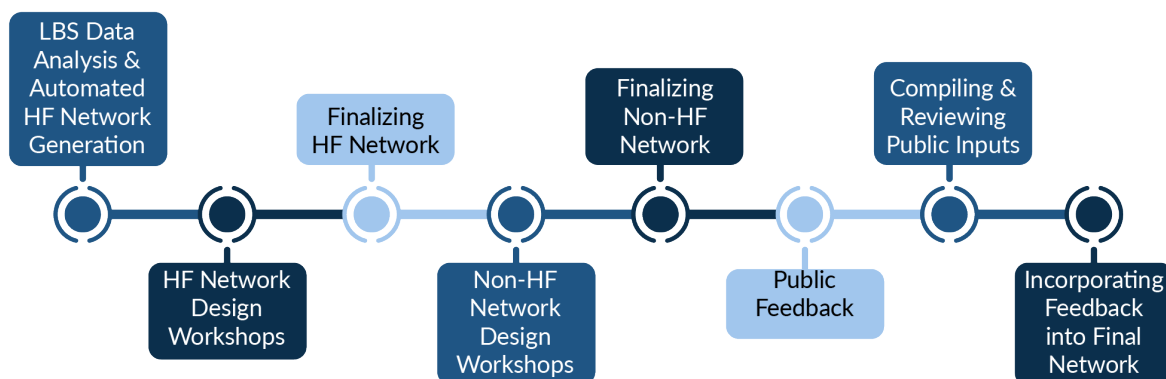 LBS Data
Analysis &
Automated
HF Network
Generation
HF Network
Design
Workshops
Finalizing
HF Network
Non-HF
Network
Design
Workshops
Finalizing
Non-HF
Network
Public
Feedback
Compiling &
Reviewing
Public Inputs
Incorporating
Feedback
into Final
Network